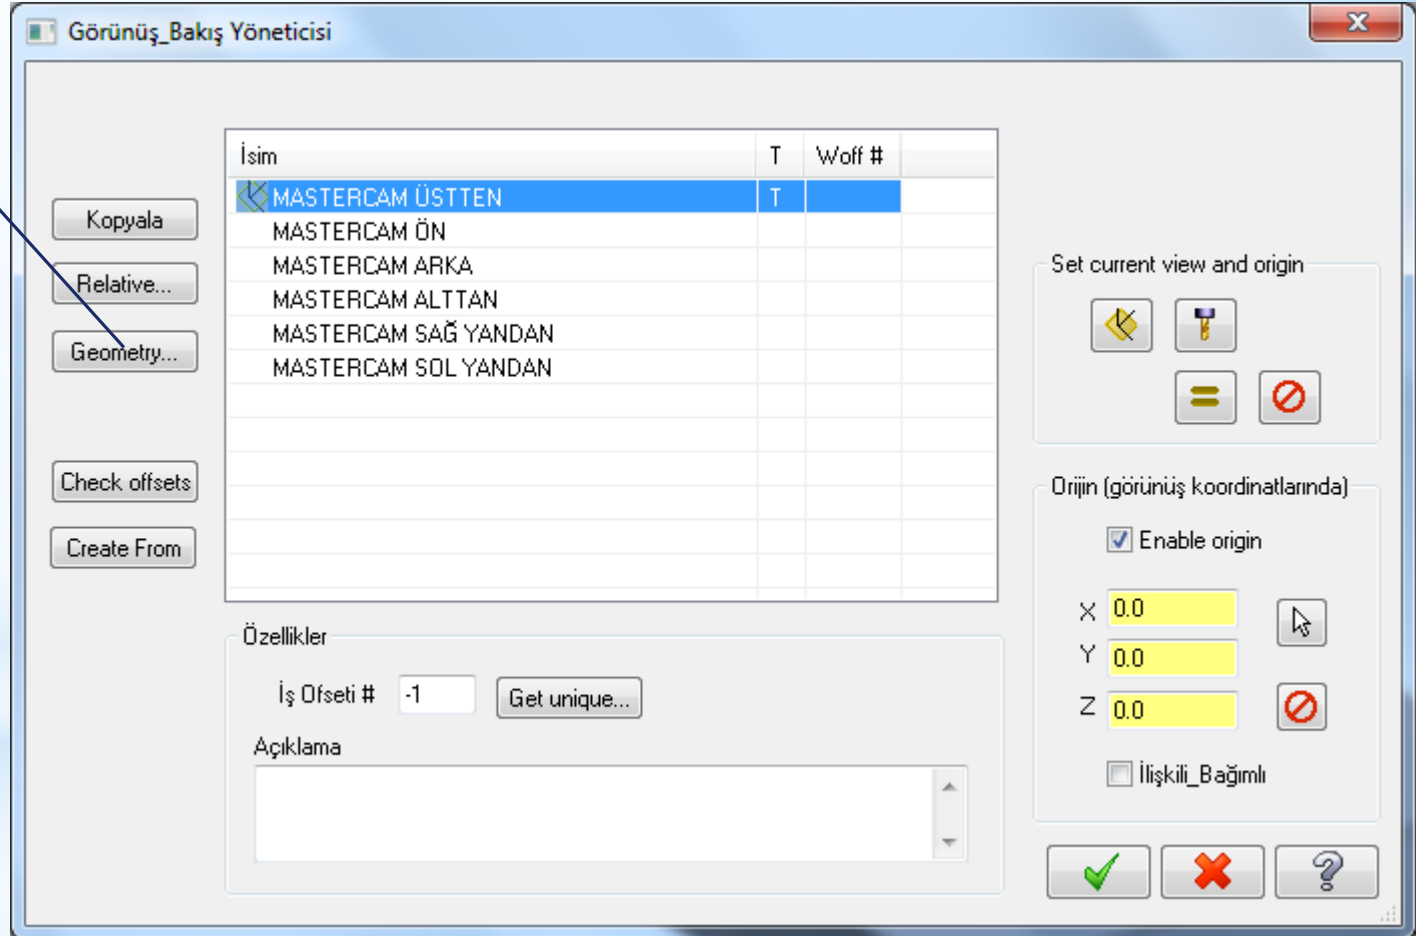 Görünüş_Bakış Yöneticisi
İsim T Woff #
MASTERCAM ÜSTTEN T
MASTERCAM ÖN
MASTERCAM ARKA
MASTERCAM ALTTAN
MASTERCAM SAĞ YANDAN
MASTERCAM SOL YANDAN
Kopyala
Relative...
Geometry...
Check offsets
Create From
Özellikler
İş Ofseti # -1 Get unique...
Açıklama
Set current view and origin
Orijin (görünüş koordinatlarında)
Enable origin
X 0.0
Y 0.0
Z 0.0
İlişkili_Bağımlı